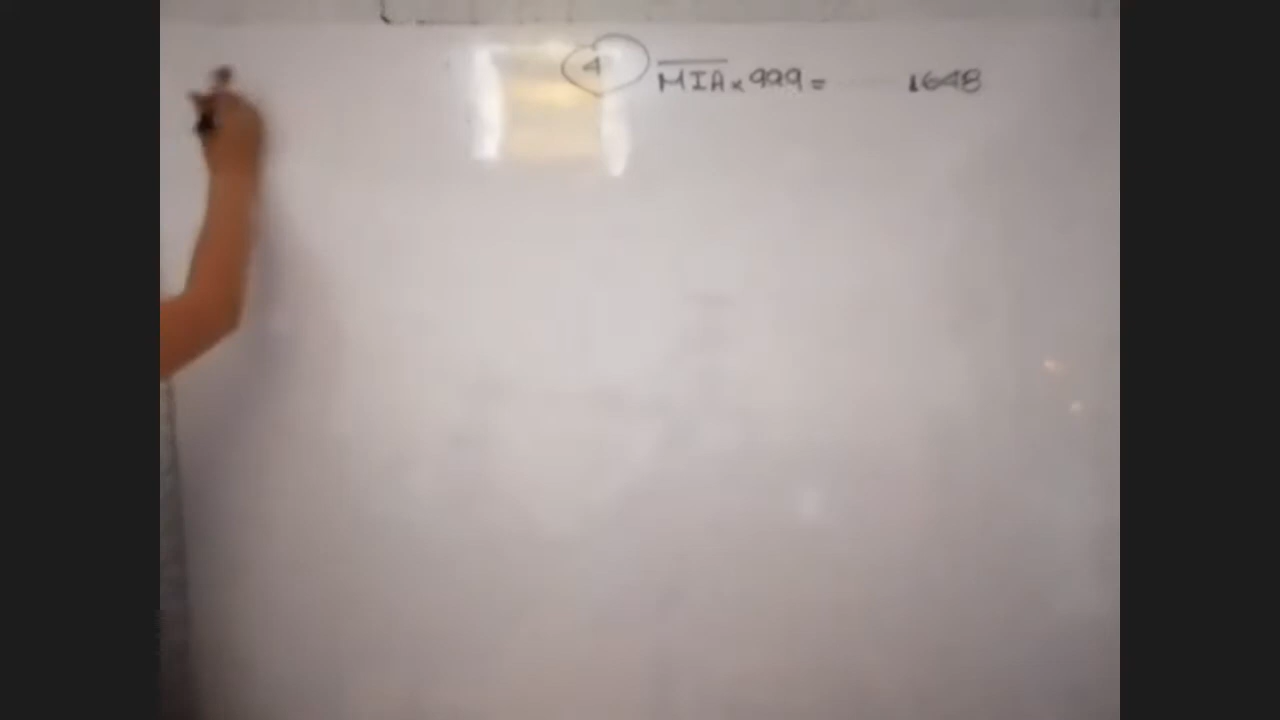 4 MIA x 999 = ..... 1648